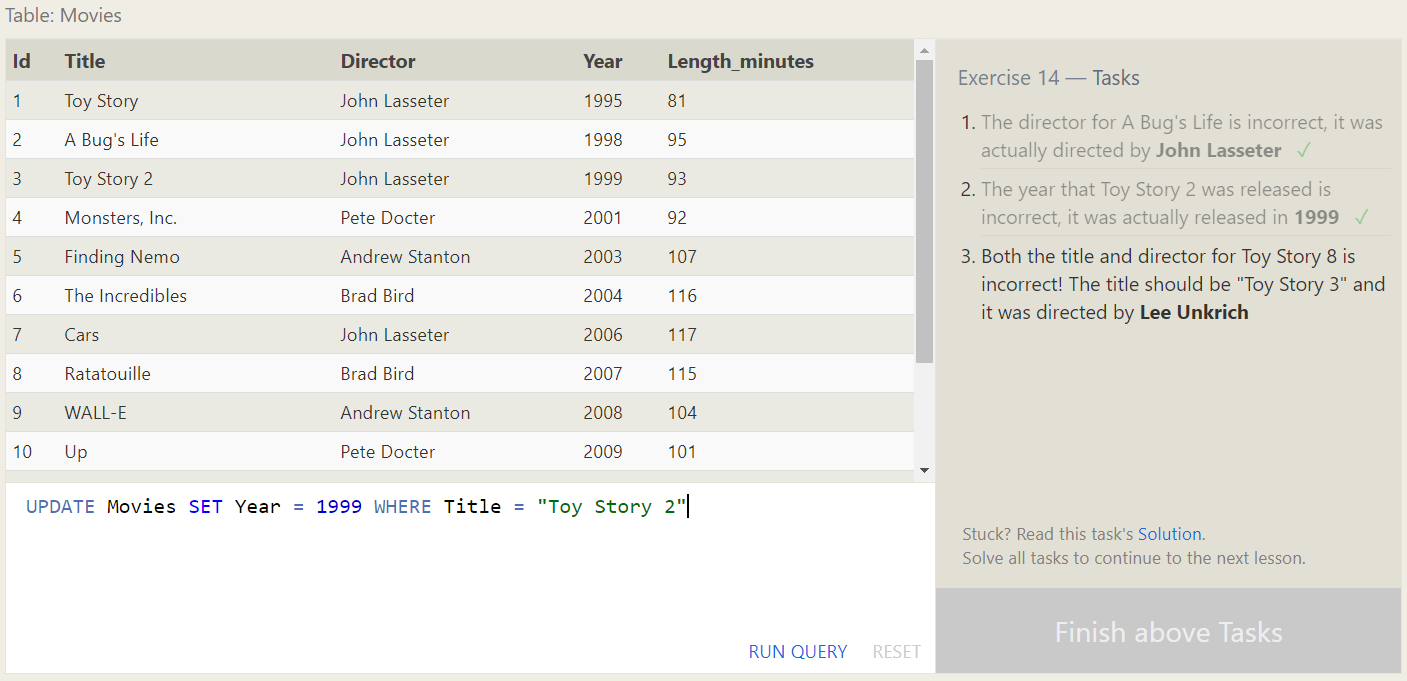 Table: Movies
Id Title Director Year Length_minutes
1 Toy Story John Lasseter 1995 81
2 A Bug's Life John Lasseter 1998 95
3 Toy Story 2 John Lasseter 1999 93
4 Monsters, Inc. Pete Docter 2001 92
5 Finding Nemo Andrew Stanton 2003 107
6 The Incredibles Brad Bird 2004 116
7 Cars John Lasseter 2006 117
8 Ratatouille Brad Bird 2007 115
9 WALL-E Andrew Stanton 2008 104
10 Up Pete Docter 2009 101
UPDATE Movies SET Year = 1999 WHERE Title = "Toy Story 2"
RUN QUERY RESET
Exercise 14 — Tasks
1. The director for A Bug's Life is incorrect, it was
actually directed by John Lasseter ✓
2. The year that Toy Story 2 was released is
incorrect, it was actually released in 1999 ✓
3. Both the title and director for Toy Story 8 is
incorrect! The title should be "Toy Story 3" and
it was directed by Lee Unkrich
Stuck? Read this task's Solution.
Solve all tasks to continue to the next lesson.
Finish above Tasks